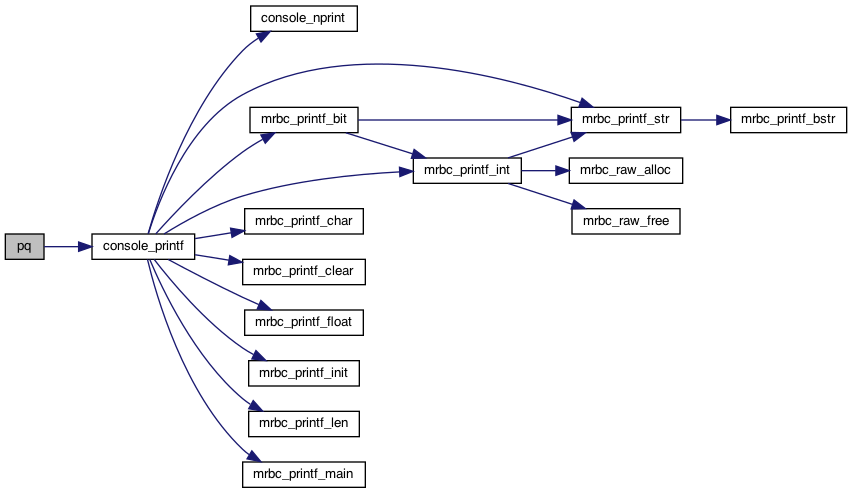 console_nprint
mrbc_printf_bit
mrbc_printf_str
mrbc_printf_bstr
mrbc_printf_int
mrbc_raw_alloc
mrbc_raw_free
mrbc_printf_char
pq
console_printf
mrbc_printf_clear
mrbc_printf_float
mrbc_printf_init
mrbc_printf_len
mrbc_printf_main